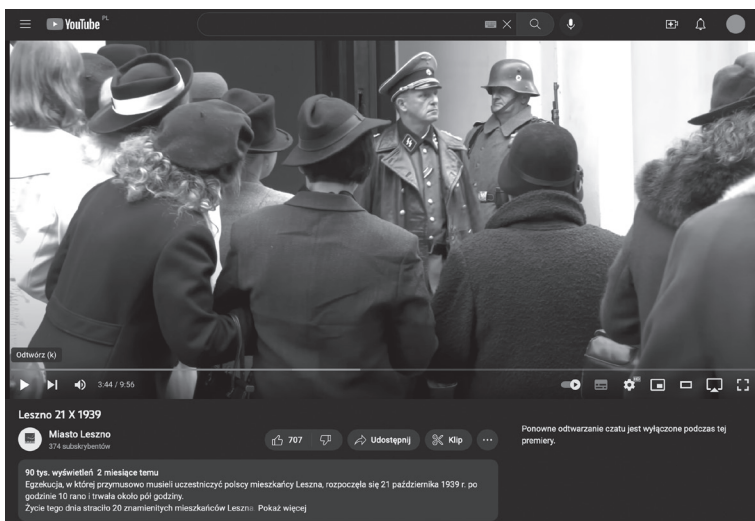 YouTube PL
Odtwórz (k)
3:44 / 9:56
HD
Leszno 21 X 1939
Miasto Leszno
374 subskrybentów
707
Udostępnij
Klip
Ponowne odtwarzanie czatu jest wyłączone podczas tej
premiery.
90 tys. wyświetleń 2 miesiące temu
Egzekucja, w której przymusowo musieli uczestniczyć polscy mieszkańcy Leszna, rozpoczęła się 21 października 1939 r. po
godzinie 10 rano i trwała około pół godziny.
Życie tego dnia straciło 20 znamienitych mieszkańców Leszna. Pokaż więcej